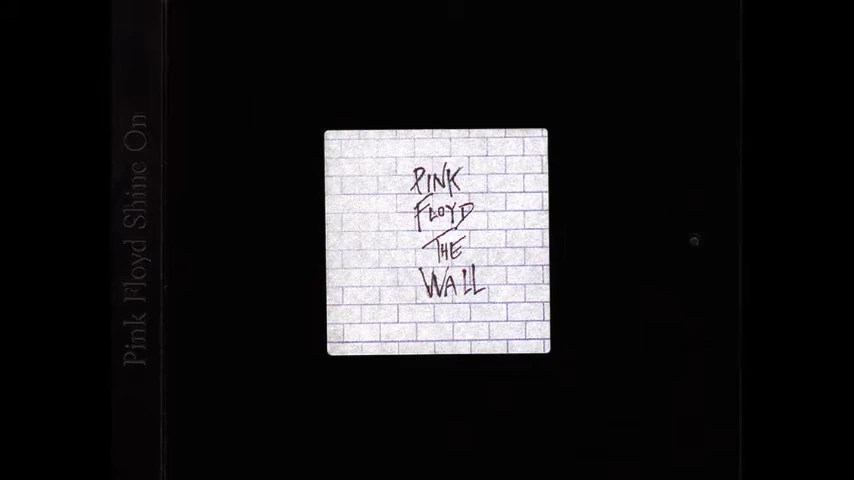 Pink Floyd Shine On
PINK
FLOYD
THE
WALL